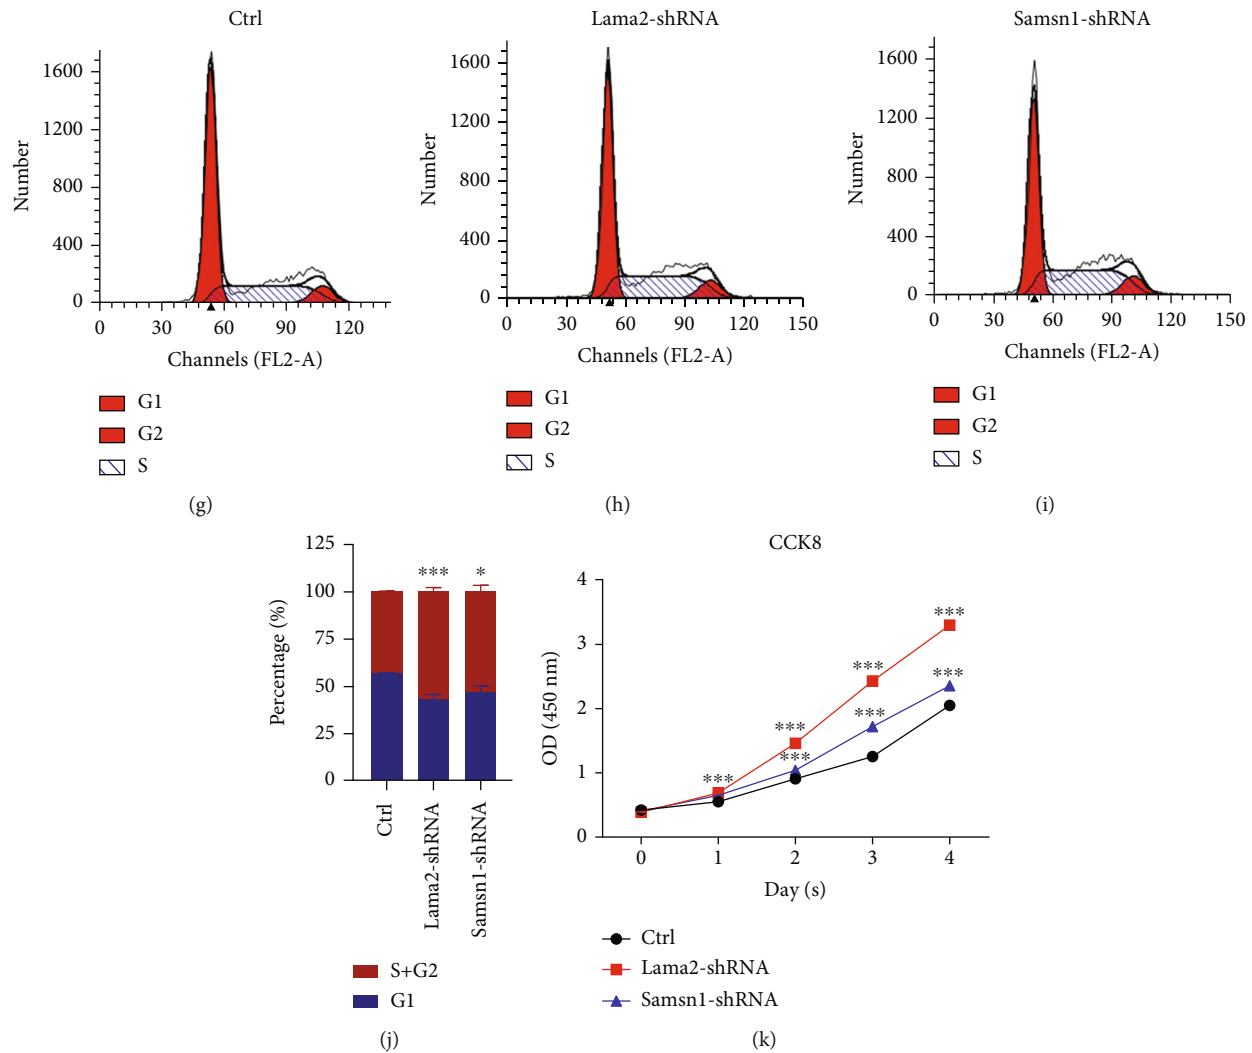 Ctrl
1600
1200
800
400
0
Number
0 30 60 90 120
Channels (FL2-A)
G1
G2
S
(g)
Lama2-shRNA
1600
1200
800
400
0
Number
0 30 60 90 120 150
Channels (FL2-A)
G1
G2
S
(h)
Samsn1-shRNA
1600
1200
800
400
0
Number
0 30 60 90 120 150
Channels (FL2-A)
G1
G2
S
(i)
125
100
75
50
25
0
Percentage (%)
*** *
Ctrl
Lama2-shRNA
Samsn1-shRNA
S+G2
G1
(j)
CCK8
4
3
2
1
0
OD (450 nm)
***
***
***
***
***
***
***
0 1 2 3 4
Day (s)
Ctrl
Lama2-shRNA
Samsn1-shRNA
(k)